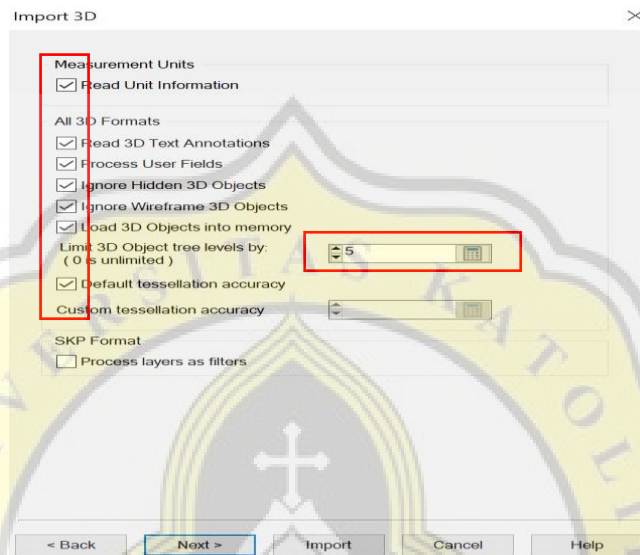 Import 3D
Measurement Units
Read Unit Information
All 3D Formats
Read 3D Text Annotations
Process User Fields
Ignore Hidden 3D Objects
Ignore Wireframe 3D Objects
Load 3D Objects into memory
Limit 3D Object tree levels by: 5
( 0 is unlimited )
Default tessellation accuracy
Custom tessellation accuracy
SKP Format
Process layers as filters
< Back Next > Import Cancel Help